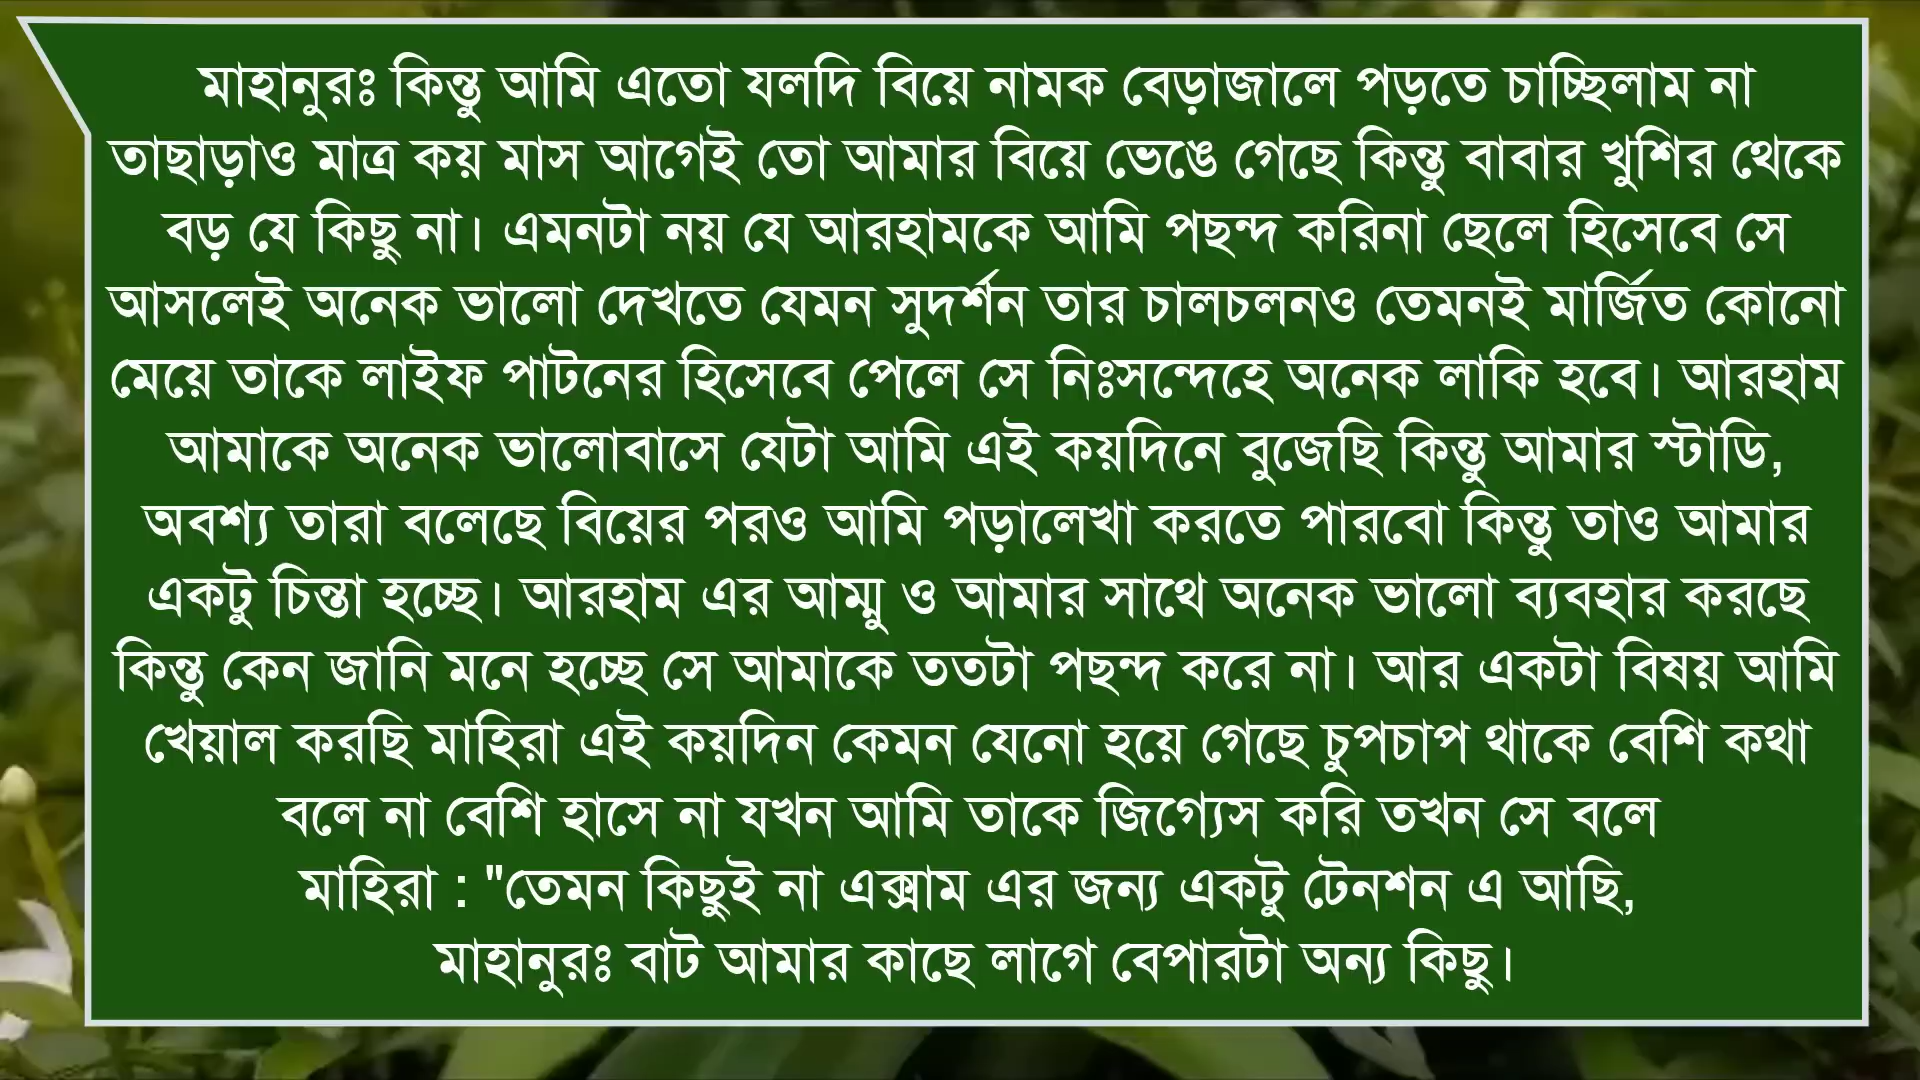 মাহানুরঃ কিন্তু আমি এতো যলদি বিয়ে নামক বেড়াজালে পড়তে চাচ্ছিলাম না
তাছাড়াও মাত্র কয় মাস আগেই তো আমার বিয়ে ভেঙে গেছে কিন্তু বাবার খুশির থেকে
বড় যে কিছু না। এমনটা নয় যে আরহামকে আমি পছন্দ করিনা ছেলে হিসেবে সে
আসলেই অনেক ভালো দেখতে যেমন সুদর্শন তার চালচলনও তেমনই মার্জিত কোনো
মেয়ে তাকে লাইফ পাটনের হিসেবে পেলে সে নিঃসন্দেহে অনেক লাকি হবে। আরহাম
আমাকে অনেক ভালোবাসে যেটা আমি এই কয়দিনে বুজেছি কিন্তু আমার স্টাডি,
অবশ্য তারা বলেছে বিয়ের পরও আমি পড়ালেখা করতে পারবো কিন্তু তাও আমার
একটু চিন্তা হচ্ছে। আরহাম এর আম্মু ও আমার সাথে অনেক ভালো ব্যবহার করছে
কিন্তু কেন জানি মনে হচ্ছে সে আমাকে ততটা পছন্দ করে না। আর একটা বিষয় আমি
খেয়াল করছি মাহিরা এই কয়দিন কেমন যেনো হয়ে গেছে চুপচাপ থাকে বেশি কথা
বলে না বেশি হাসে না যখন আমি তাকে জিগ্যেস করি তখন সে বলে
মাহিরা : "তেমন কিছুই না এক্সাম এর জন্য একটু টেনশন এ আছি,
মাহানুরঃ বাট আমার কাছে লাগে বেপারটা অন্য কিছু।